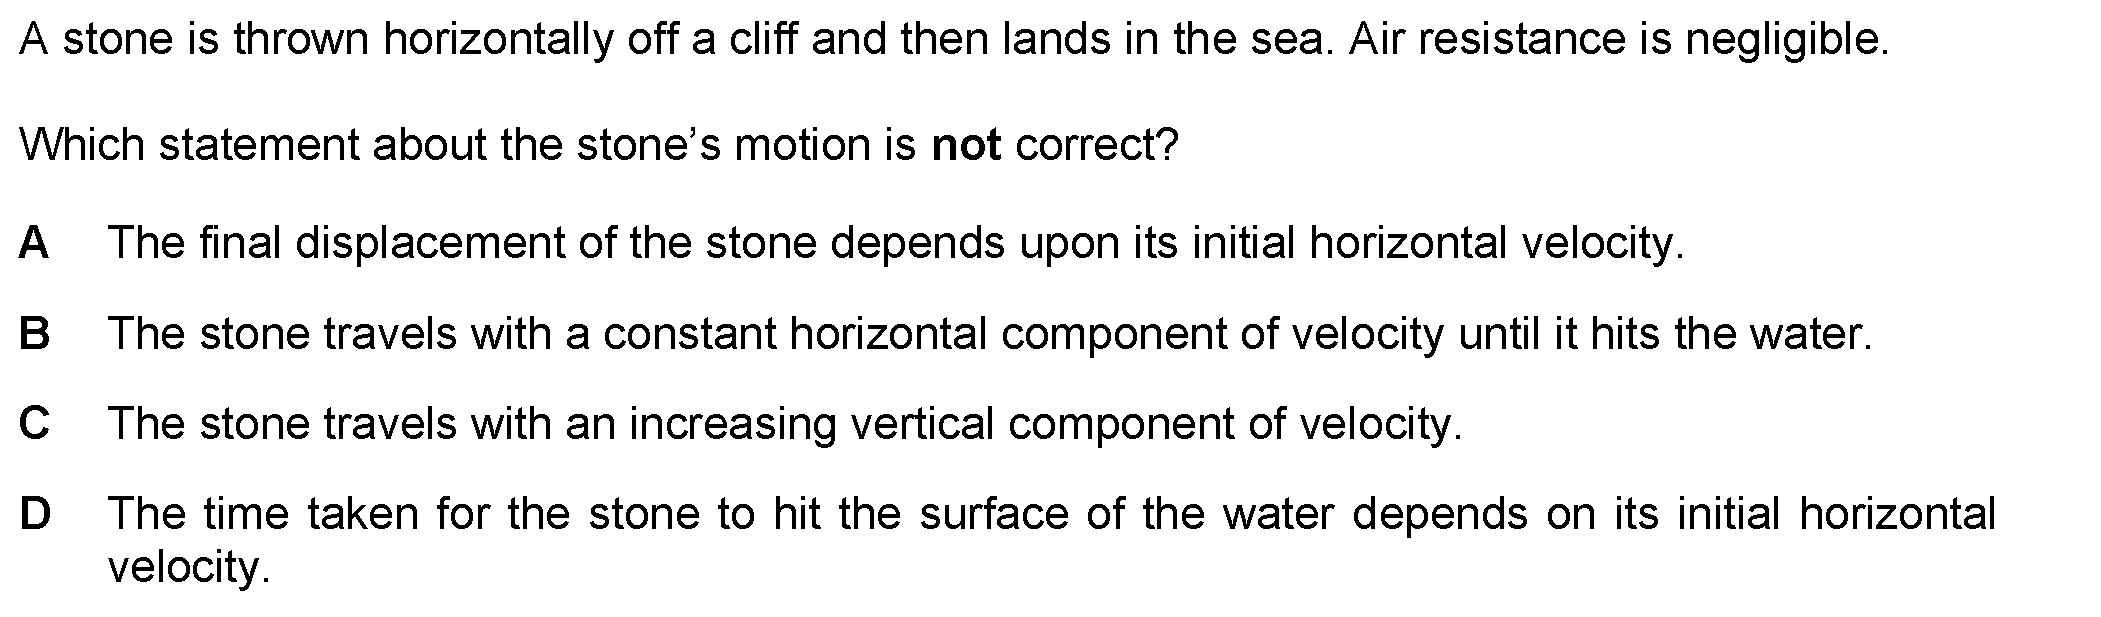 A stone is thrown horizontally off a cliff and then lands in the sea. Air resistance is negligible.
Which statement about the stone’s motion is not correct?
A The final displacement of the stone depends upon its initial horizontal velocity.
B The stone travels with a constant horizontal component of velocity until it hits the water.
C The stone travels with an increasing vertical component of velocity.
D The time taken for the stone to hit the surface of the water depends on its initial horizontal
velocity.